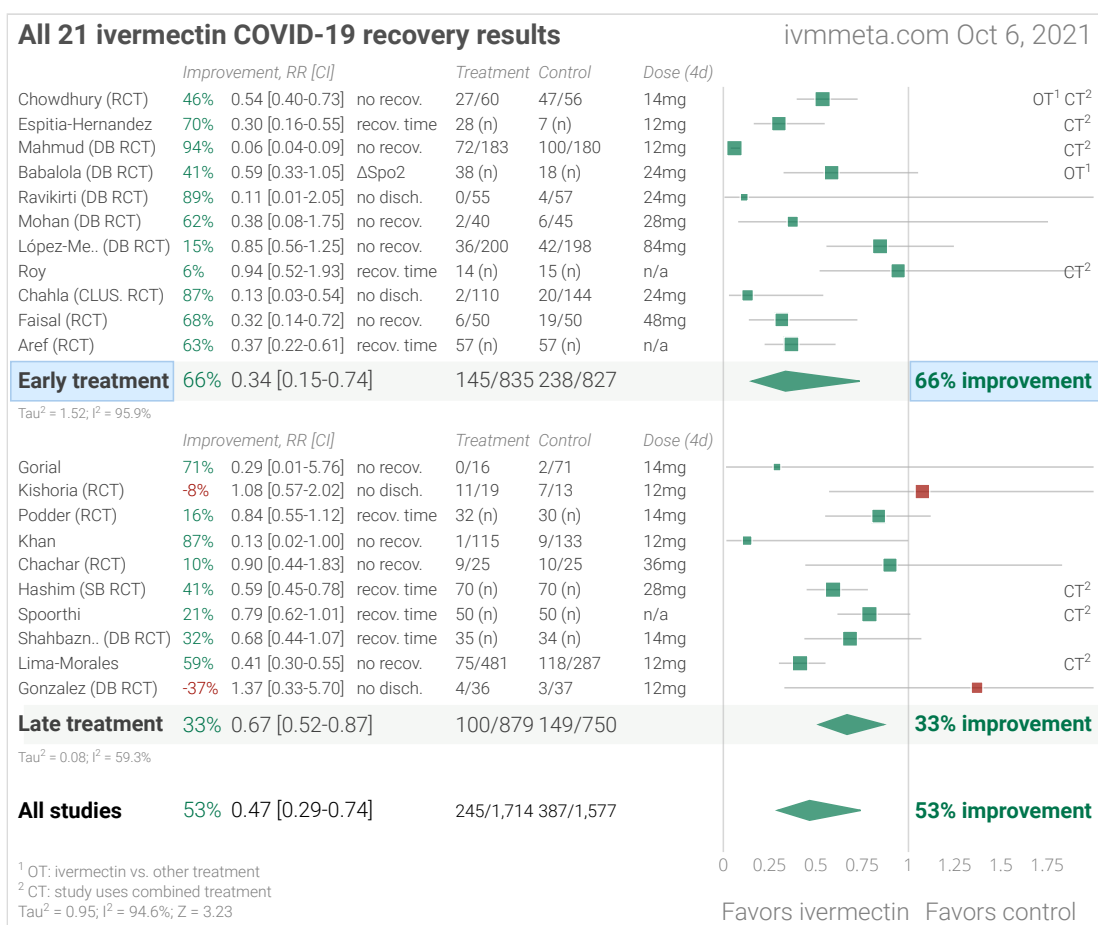 All 21 ivermectin COVID-19 recovery results ivmmeta.com Oct 6, 2021
Improvement, RR [CI] Treatment Control Dose (4d)
Chowdhury (RCT) 46% 0.54 [0.40-0.73] no recov. 27/60 47/56 14mg OT¹ CT²
Espitia-Hernandez 70% 0.30 [0.16-0.55] recov. time 28 (n) 7 (n) 12mg CT²
Mahmud (DB RCT) 94% 0.06 [0.04-0.09] no recov. 72/183 100/180 12mg CT²
Babalola (DB RCT) 41% 0.59 [0.33-1.05] ΔSpo2 38 (n) 18 (n) 24mg OT¹
Ravikirti (DB RCT) 89% 0.11 [0.01-2.05] no disch. 0/55 4/57 24mg
Mohan (DB RCT) 62% 0.38 [0.08-1.75] no recov. 2/40 6/45 28mg
López-Me.. (DB RCT) 15% 0.85 [0.56-1.25] no recov. 36/200 42/198 84mg
Roy 6% 0.94 [0.52-1.93] recov. time 14 (n) 15 (n) n/a CT²
Chahla (CLUS. RCT) 87% 0.13 [0.03-0.54] no disch. 2/110 20/144 24mg
Faisal (RCT) 68% 0.32 [0.14-0.72] no recov. 6/50 19/50 48mg
Aref (RCT) 63% 0.37 [0.22-0.61] recov. time 57 (n) 57 (n) n/a
Early treatment 66% 0.34 [0.15-0.74] 145/835 238/827 66% improvement
Tau² = 1.52; I² = 95.9%
Improvement, RR [CI] Treatment Control Dose (4d)
Gorial 71% 0.29 [0.01-5.76] no recov. 0/16 2/71 14mg
Kishoria (RCT) -8% 1.08 [0.57-2.02] no disch. 11/19 7/13 12mg
Podder (RCT) 16% 0.84 [0.55-1.12] recov. time 32 (n) 30 (n) 14mg
Khan 87% 0.13 [0.02-1.00] no recov. 1/115 9/133 12mg
Chachar (RCT) 10% 0.90 [0.44-1.83] no recov. 9/25 10/25 36mg
Hashim (SB RCT) 41% 0.59 [0.45-0.78] recov. time 70 (n) 70 (n) 28mg CT²
Spoorthi 21% 0.79 [0.62-1.01] recov. time 50 (n) 50 (n) n/a CT²
Shahbazn.. (DB RCT) 32% 0.68 [0.44-1.07] recov. time 35 (n) 34 (n) 14mg
Lima-Morales 59% 0.41 [0.30-0.55] no recov. 75/481 118/287 12mg CT²
Gonzalez (DB RCT) -37% 1.37 [0.33-5.70] no disch. 4/36 3/37 12mg
Late treatment 33% 0.67 [0.52-0.87] 100/879 149/750 33% improvement
Tau² = 0.08; I² = 59.3%
All studies 53% 0.47 [0.29-0.74] 245/1,714 387/1,577 53% improvement
0 0.25 0.5 0.75 1 1.25 1.5 1.75
¹ OT: ivermectin vs. other treatment
² CT: study uses combined treatment
Tau² = 0.95; I² = 94.6%; Z = 3.23
Favors ivermectin Favors control